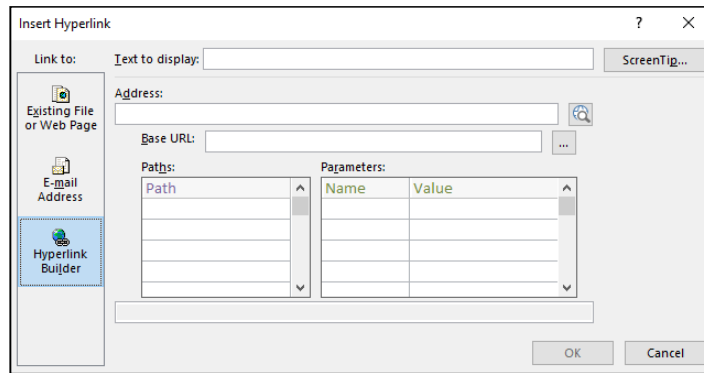 Insert Hyperlink ? ×
Link to: Text to display: ScreenTip...
Existing File
or Web Page
E-mail
Address
Hyperlink
Builder
Address:
Base URL: ...
Paths: Parameters:
Path Name Value
OK Cancel